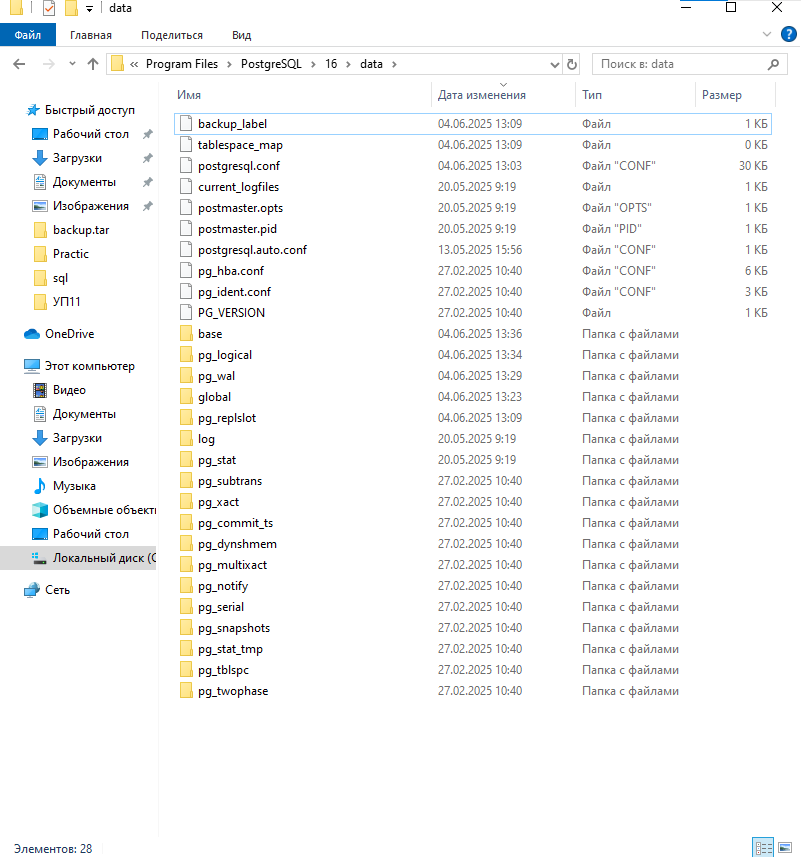 data
Файл Главная Поделиться Вид
« Program Files › PostgreSQL › 16 › data ›
Поиск в: data
Быстрый доступ
Рабочий стол
Загрузки
Документы
Изображения
backup.tar
Practic
sql
УП11
OneDrive
Этот компьютер
Видео
Документы
Загрузки
Изображения
Музыка
Объемные объекты
Рабочий стол
Локальный диск (C
Сеть
Имя Дата изменения Тип Размер
backup_label 04.06.2025 13:09 Файл 1 КБ
tablespace_map 04.06.2025 13:09 Файл 0 КБ
postgresql.conf 04.06.2025 13:03 Файл "CONF" 30 КБ
current_logfiles 20.05.2025 9:19 Файл 1 КБ
postmaster.opts 20.05.2025 9:19 Файл "OPTS" 1 КБ
postmaster.pid 20.05.2025 9:19 Файл "PID" 1 КБ
postgresql.auto.conf 13.05.2025 15:56 Файл "CONF" 1 КБ
pg_hba.conf 27.02.2025 10:40 Файл "CONF" 6 КБ
pg_ident.conf 27.02.2025 10:40 Файл "CONF" 3 КБ
PG_VERSION 27.02.2025 10:40 Файл 1 КБ
base 04.06.2025 13:36 Папка с файлами
pg_logical 04.06.2025 13:34 Папка с файлами
pg_wal 04.06.2025 13:29 Папка с файлами
global 04.06.2025 13:23 Папка с файлами
pg_replslot 04.06.2025 13:09 Папка с файлами
log 20.05.2025 9:19 Папка с файлами
pg_stat 20.05.2025 9:19 Папка с файлами
pg_subtrans 27.02.2025 10:40 Папка с файлами
pg_xact 27.02.2025 10:40 Папка с файлами
pg_commit_ts 27.02.2025 10:40 Папка с файлами
pg_dynshmem 27.02.2025 10:40 Папка с файлами
pg_multixact 27.02.2025 10:40 Папка с файлами
pg_notify 27.02.2025 10:40 Папка с файлами
pg_serial 27.02.2025 10:40 Папка с файлами
pg_snapshots 27.02.2025 10:40 Папка с файлами
pg_stat_tmp 27.02.2025 10:40 Папка с файлами
pg_tblspc 27.02.2025 10:40 Папка с файлами
pg_twophase 27.02.2025 10:40 Папка с файлами
Элементов: 28